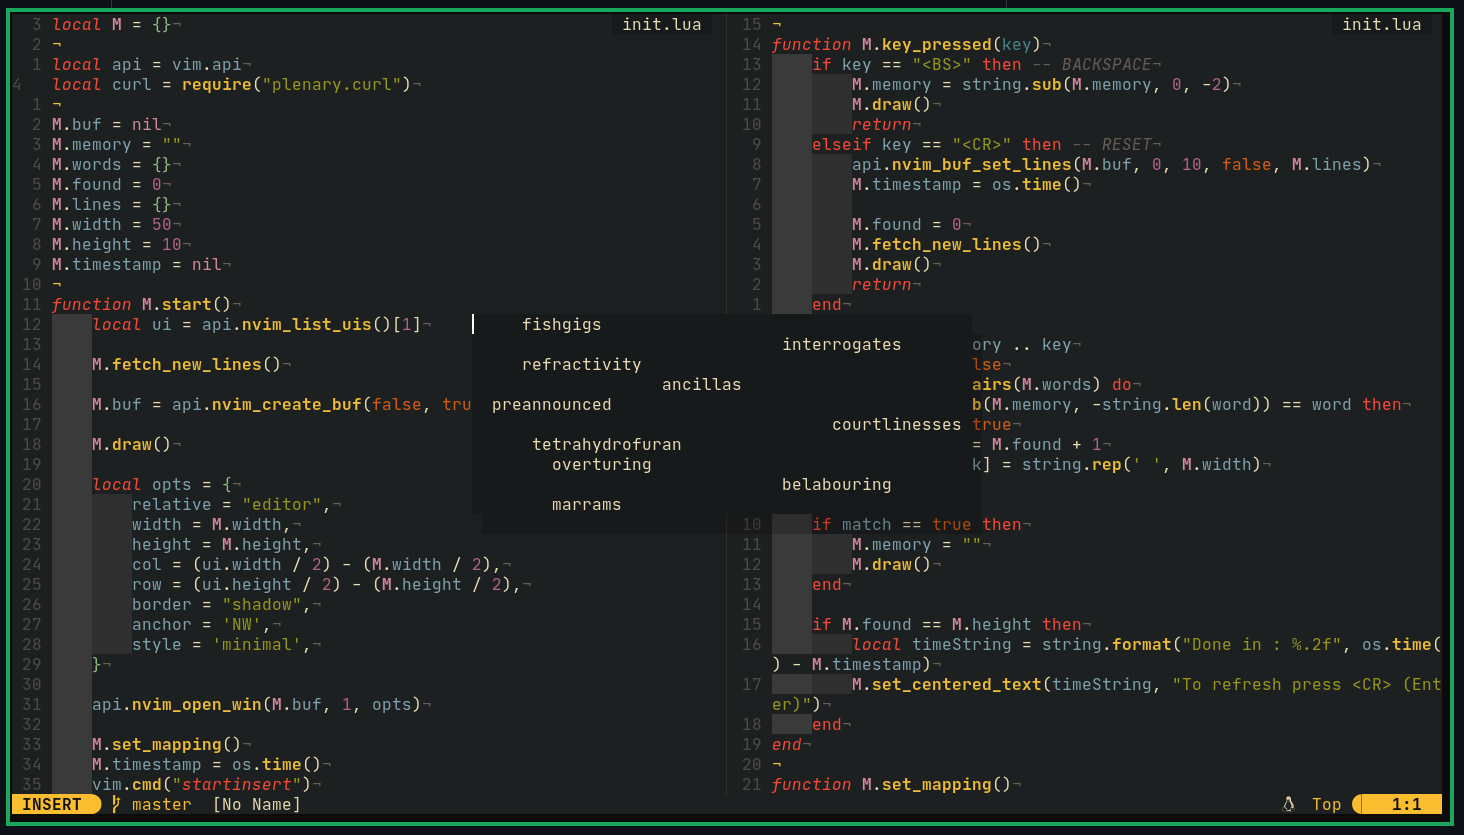 3 local M = {}¬ init.lua
2 ¬
1 local api = vim.api¬
4 local curl = require("plenary.curl")¬
1 ¬
2 M.buf = nil¬
3 M.memory = ""¬
4 M.words = {}¬
5 M.found = 0¬
6 M.lines = {}¬
7 M.width = 50¬
8 M.height = 10¬
9 M.timestamp = nil¬
10 ¬
11 function M.start()¬
12 local ui = api.nvim_list_uis()[1]¬
13
14 M.fetch_new_lines()¬
15
16 M.buf = api.nvim_create_buf(false, tru
17
18 M.draw()¬
19
20 local opts = {¬
21 relative = "editor",¬
22 width = M.width,¬
23 height = M.height,¬
24 col = (ui.width / 2) - (M.width / 2),¬
25 row = (ui.height / 2) - (M.height / 2),¬
26 border = "shadow",¬
27 anchor = 'NW',¬
28 style = 'minimal',¬
29 }¬
30
31 api.nvim_open_win(M.buf, 1, opts)¬
32
33 M.set_mapping()¬
34 M.timestamp = os.time()¬
35 vim.cmd("startinsert")¬
fishgigs
interrogates
refractivity
ancillas
preannounced
courtlinesses
tetrahydrofuran
overturing
belabouring
marrams
15 ¬ init.lua
14 function M.key_pressed(key)¬
13 if key == "<BS>" then -- BACKSPACE¬
12 M.memory = string.sub(M.memory, 0, -2)¬
11 M.draw()¬
10 return¬
9 elseif key == "<CR>" then -- RESET¬
8 api.nvim_buf_set_lines(M.buf, 0, 10, false, M.lines)¬
7 M.timestamp = os.time()¬
6
5 M.found = 0¬
4 M.fetch_new_lines()¬
3 M.draw()¬
2 return¬
1 end¬
ory .. key¬
lse¬
airs(M.words) do¬
b(M.memory, -string.len(word)) == word then¬
true¬
= M.found + 1¬
k] = string.rep(' ', M.width)¬
10 if match == true then¬
11 M.memory = ""¬
12 M.draw()¬
13 end¬
14
15 if M.found == M.height then¬
16 local timeString = string.format("Done in : %.2f", os.time(
) - M.timestamp)¬
17 M.set_centered_text(timeString, "To refresh press <CR> (Ent
er)")¬
18 end¬
19 end¬
20 ¬
21 function M.set_mapping()¬
INSERT master [No Name] Top 1:1